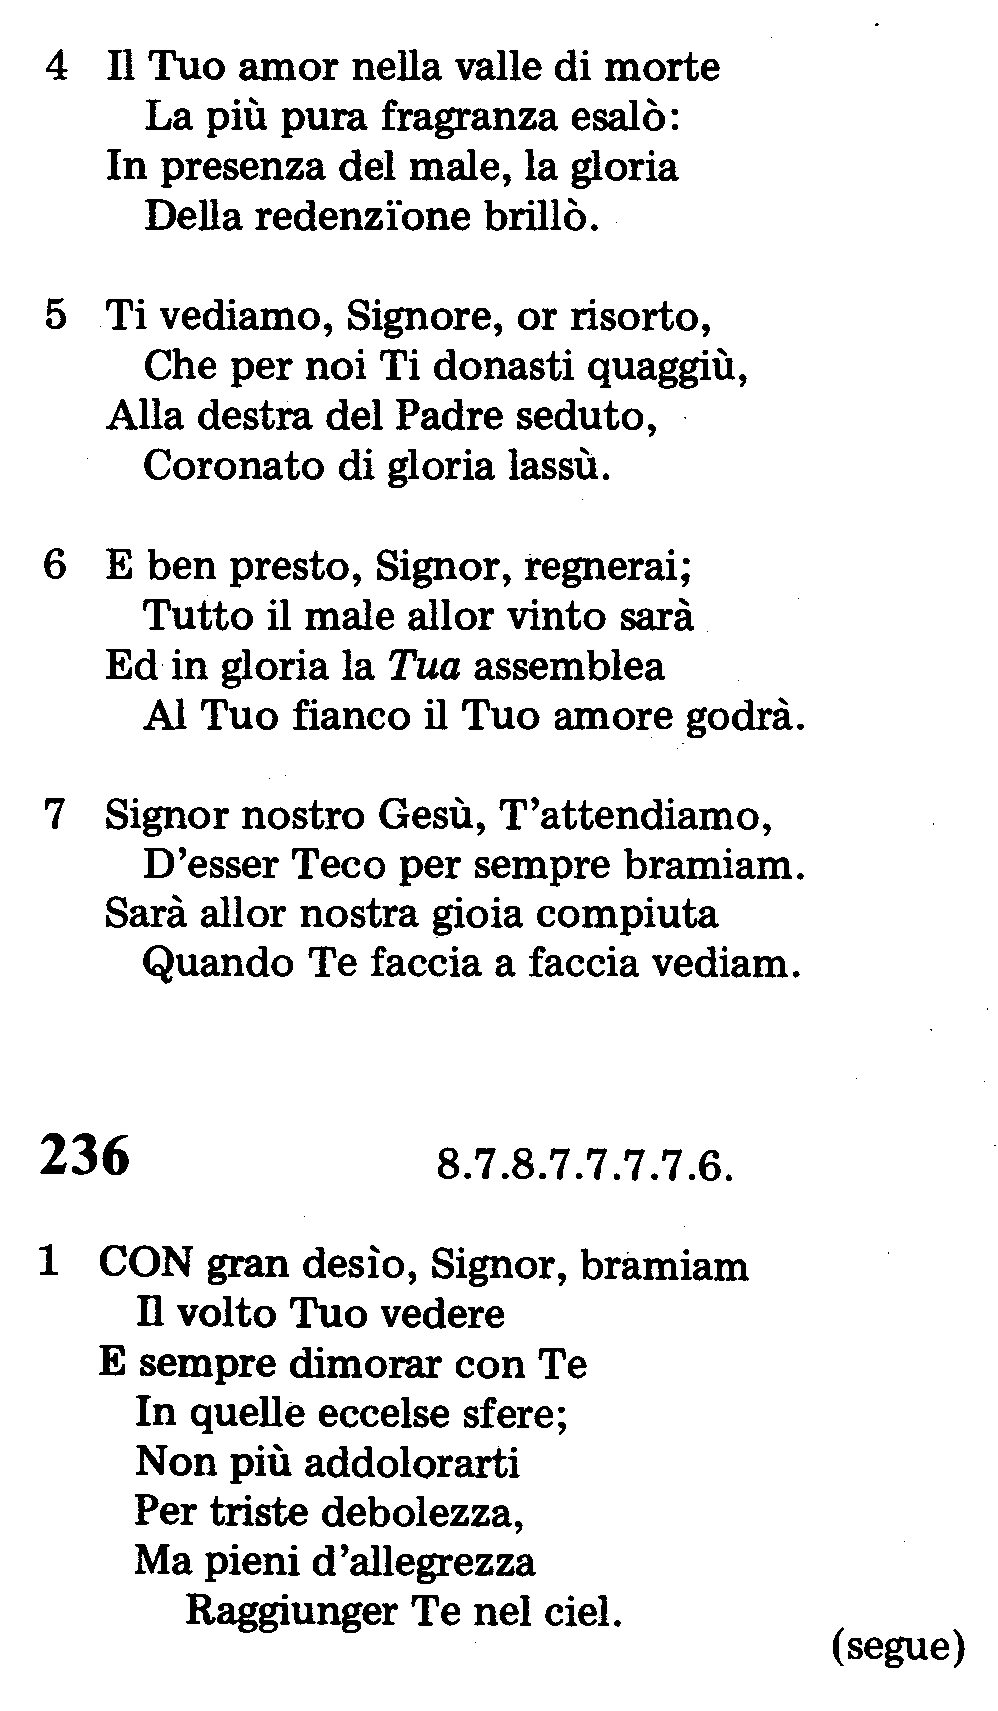 4 Il Tuo amor nella valle di morte
La più pura fragranza esalò:
In presenza del male, la gloria
Della redenzïone brillò.
5 Ti vediamo, Signore, or risorto,
Che per noi Ti donasti quaggiù,
Alla destra del Padre seduto,
Coronato di gloria lassù.
6 E ben presto, Signor, regnerai;
Tutto il male allor vinto sarà
Ed in gloria la Tua assemblea
Al Tuo fianco il Tuo amore godrà.
7 Signor nostro Gesù, T’attendiamo,
D’esser Teco per sempre bramiam.
Sarà allor nostra gioia compiuta
Quando Te faccia a faccia vediam.
236 8.7.8.7.7.7.7.6.
1 CON gran desìo, Signor, bramiam
Il volto Tuo vedere
E sempre dimorar con Te
In quelle eccelse sfere;
Non più addolorarti
Per triste debolezza,
Ma pieni d’allegrezza
Raggiunger Te nel ciel.
(segue)